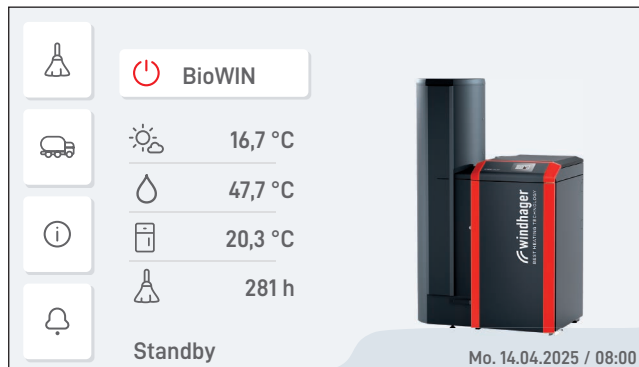 BioWIN
16,7 °C
47,7 °C
20,3 °C
281 h
Standby
windhager
BEST HEATING TECHNOLOGY
Mo. 14.04.2025 / 08:00